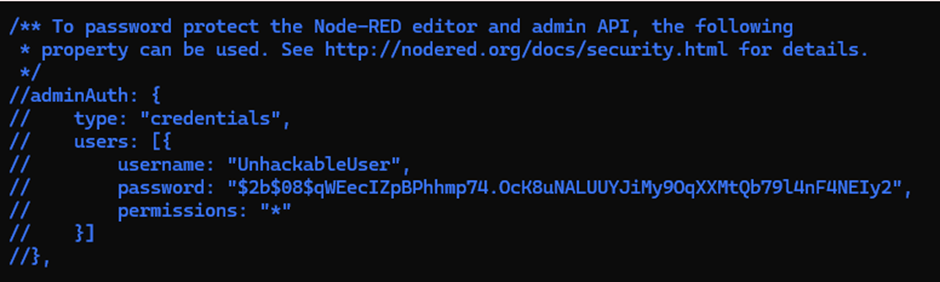 /** To password protect the Node-RED editor and admin API, the following
 * property can be used. See http://nodered.org/docs/security.html for details.
 */
//adminAuth: {
//    type: "credentials",
//    users: [{
//        username: "UnhackableUser",
//        password: "$2b$08$qWEecIZpBPhhmp74.OcK8uNALUUYJiMy9OqXXMtQb79l4nF4NEIy2",
//        permissions: "*"
//    }]
//},